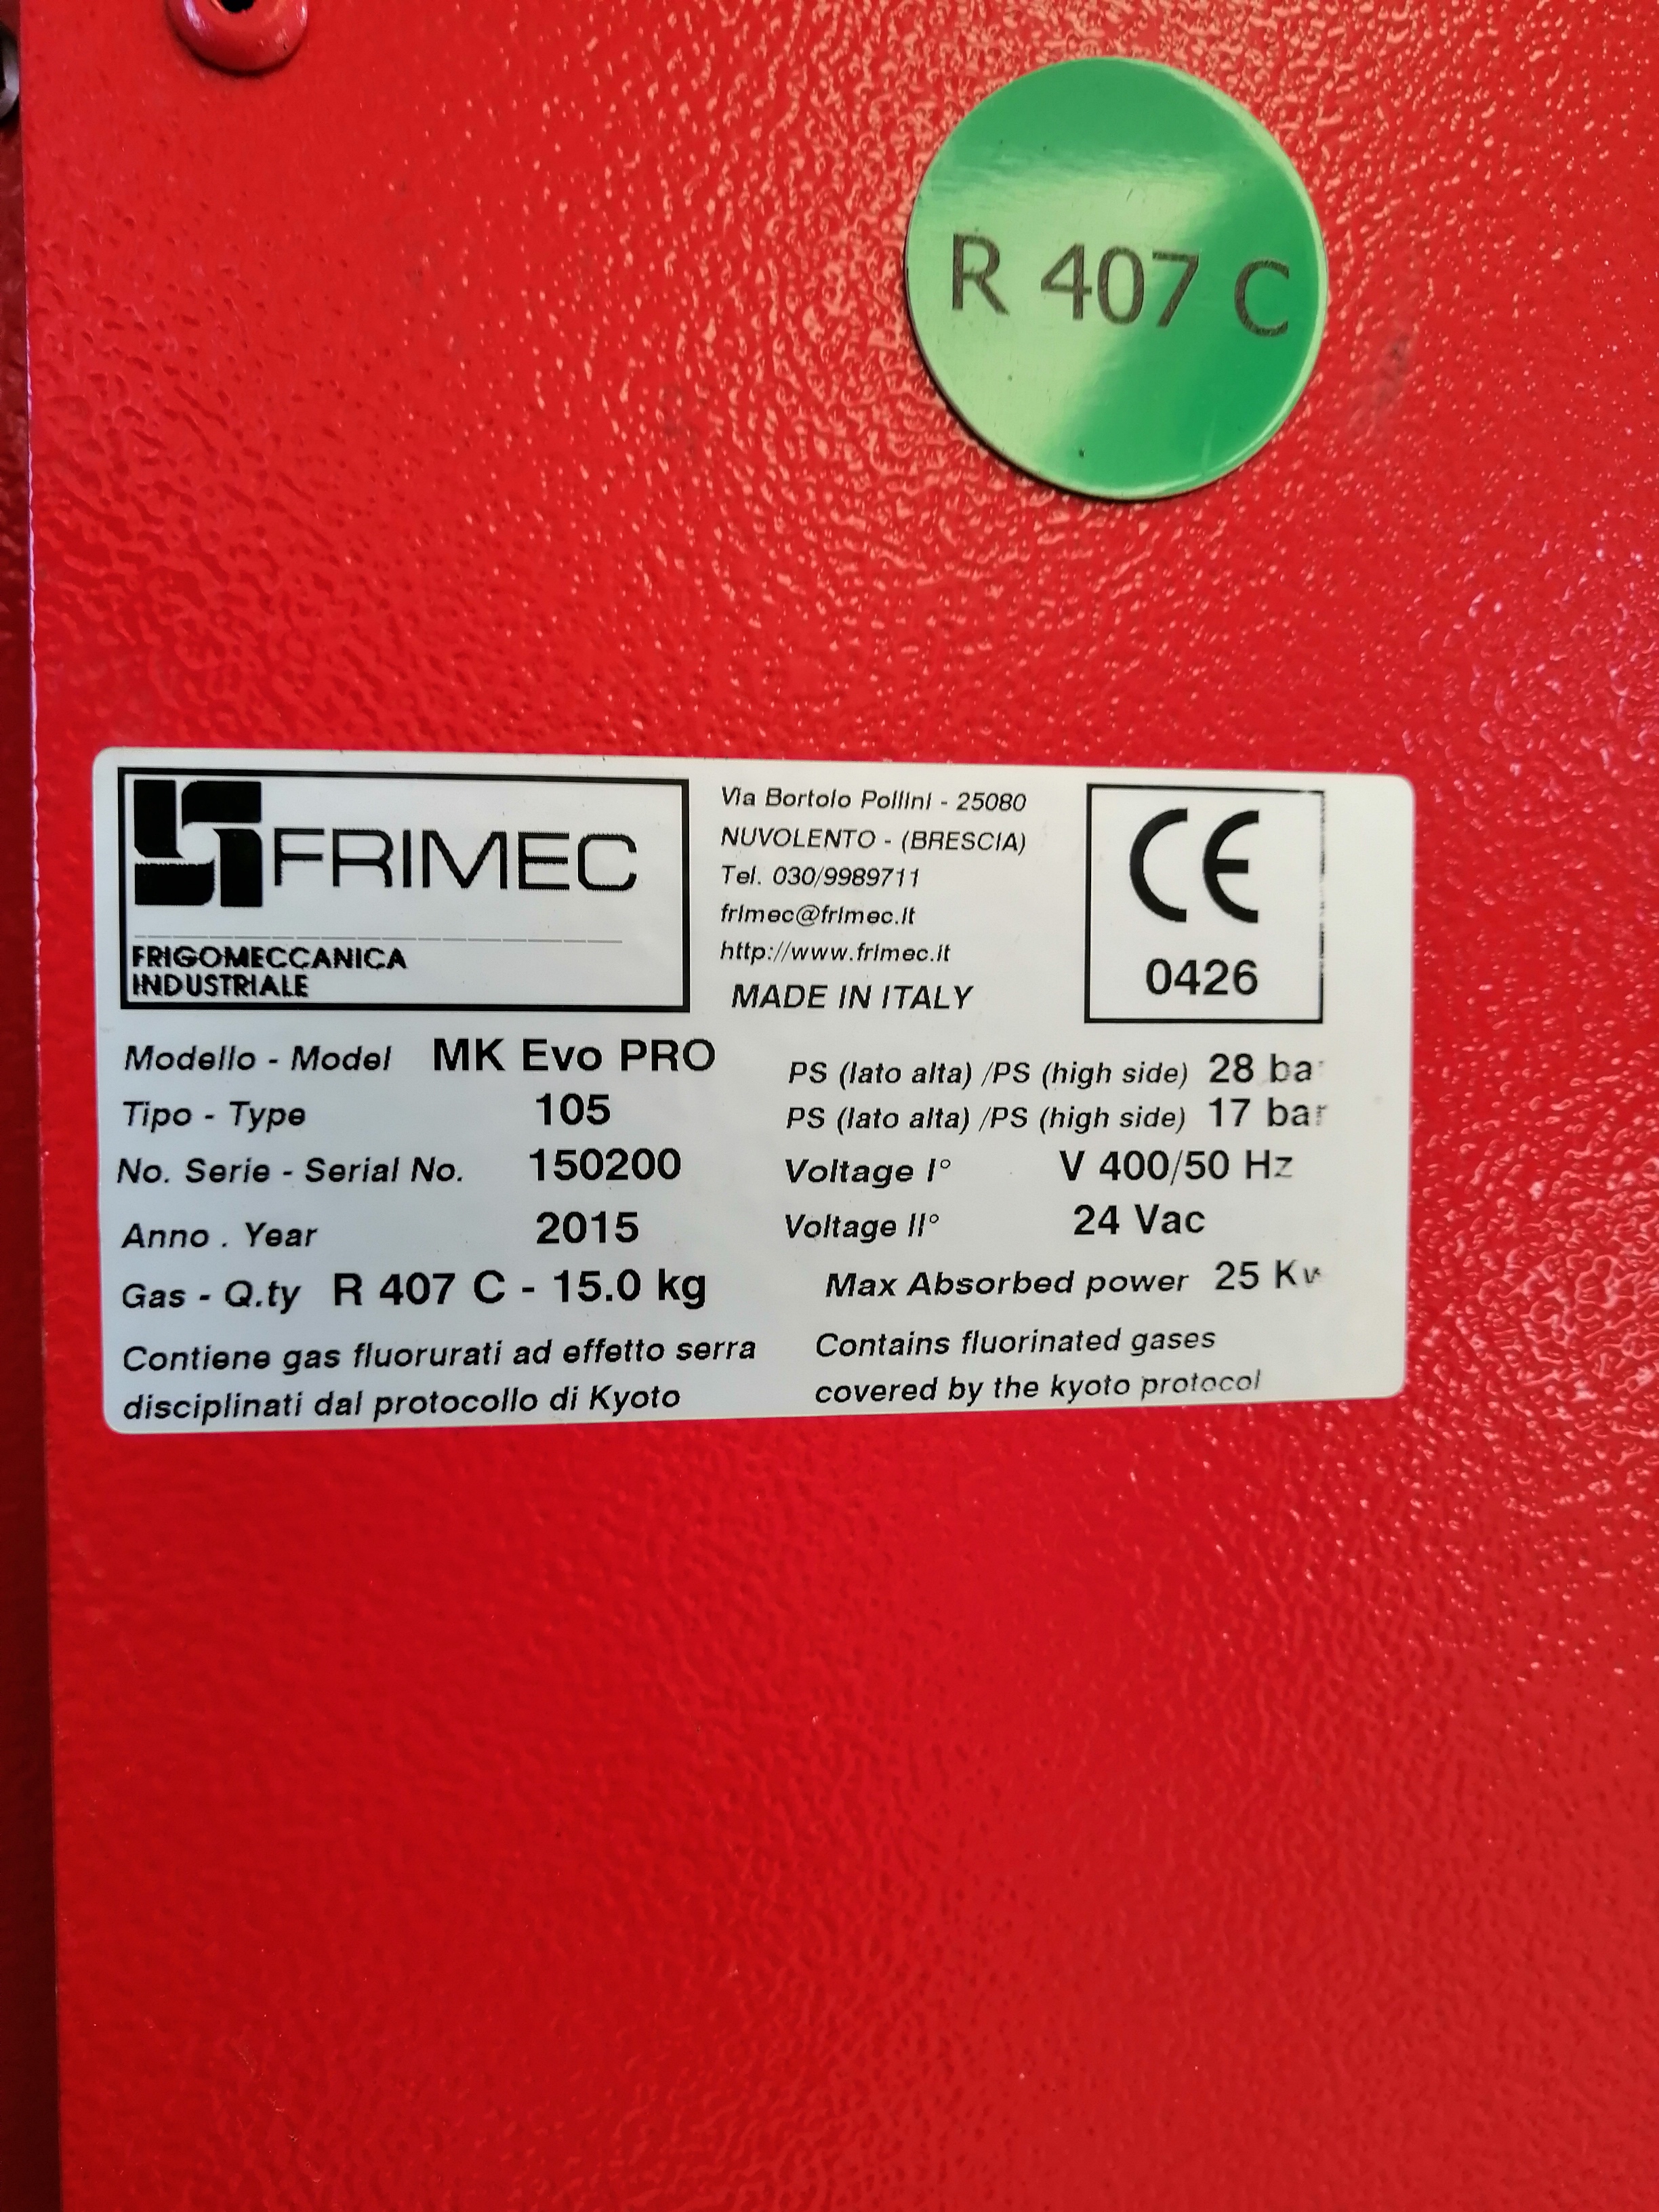 R 407 C
FRIMEC
FRIGOMECCANICA
INDUSTRIALE
Via Bortolo Pollini - 25080
NUVOLENTO - (BRESCIA)
Tel. 030/9989711
frimec@frimec.it
http://www.frimec.it
MADE IN ITALY
CE
0426
Modello - Model MK Evo PRO
Tipo - Type 105
No. Serie - Serial No. 150200
Anno . Year 2015
Gas - Q.ty R 407 C - 15.0 kg
Contiene gas fluorurati ad effetto serra
disciplinati dal protocollo di Kyoto
PS (lato alta) /PS (high side) 28 bar
PS (lato alta) /PS (high side) 17 bar
Voltage I° V 400/50 Hz
Voltage II° 24 Vac
Max Absorbed power 25 Kw
Contains fluorinated gases
covered by the kyoto protocol